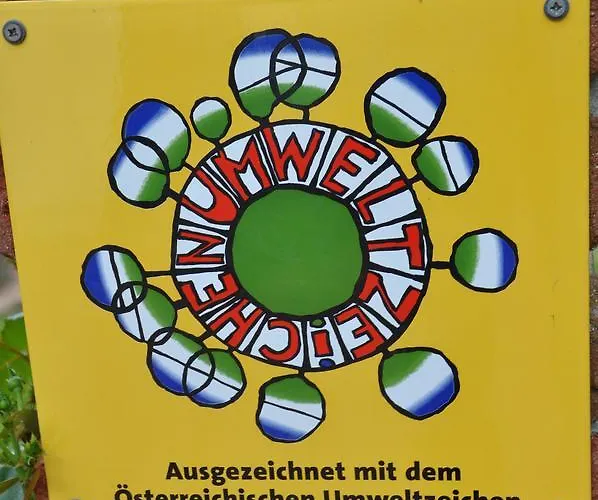 UMWELTZEiCHEN
Ausgezeichnet mit dem
Österreichischen Umweltzeichen